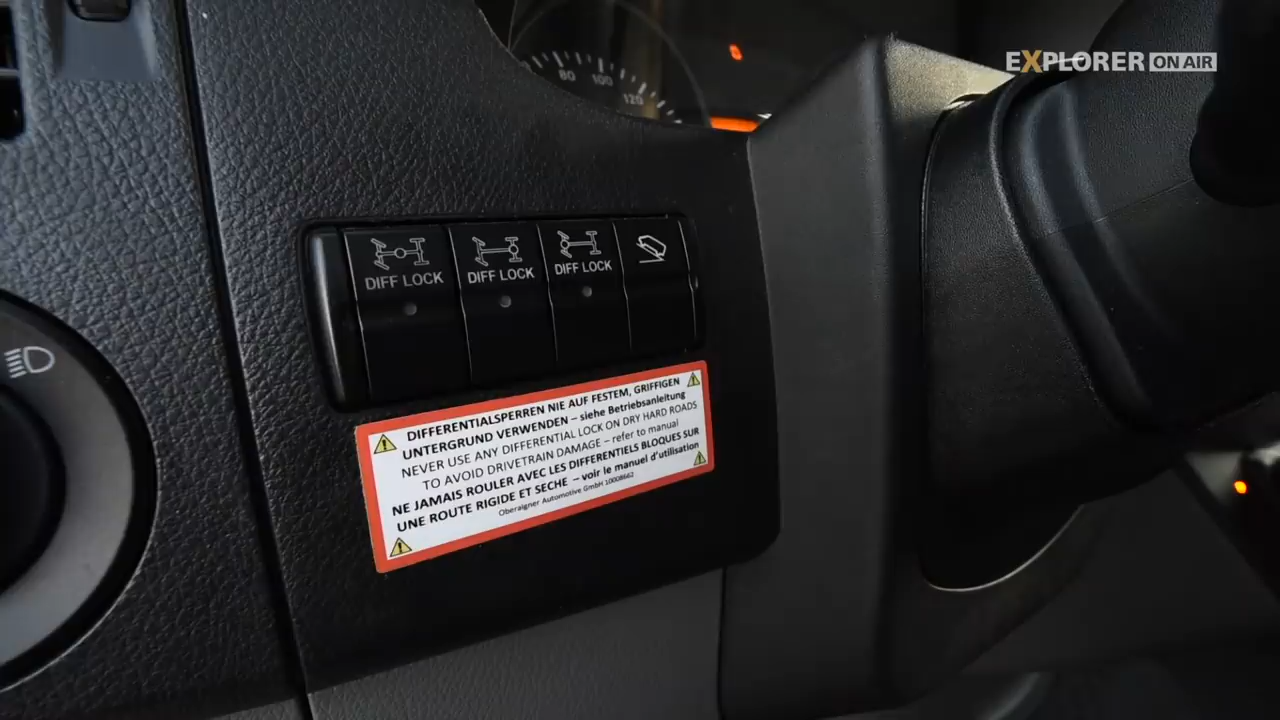 EXPLORER ON AIR
80 100 120
DIFF LOCK DIFF LOCK DIFF LOCK
DIFFERENTIALSPERREN NIE AUF FESTEM, GRIFFIGEN
UNTERGRUND VERWENDEN – siehe Betriebsanleitung
NEVER USE ANY DIFFERENTIAL LOCK ON DRY HARD ROADS
TO AVOID DRIVETRAIN DAMAGE – refer to manual
NE JAMAIS ROULER AVEC LES DIFFERENTIELS BLOQUES SUR
UNE ROUTE RIGIDE ET SECHE – voir le manuel d'utilisation
Oberaigner Automotive GmbH 10008662